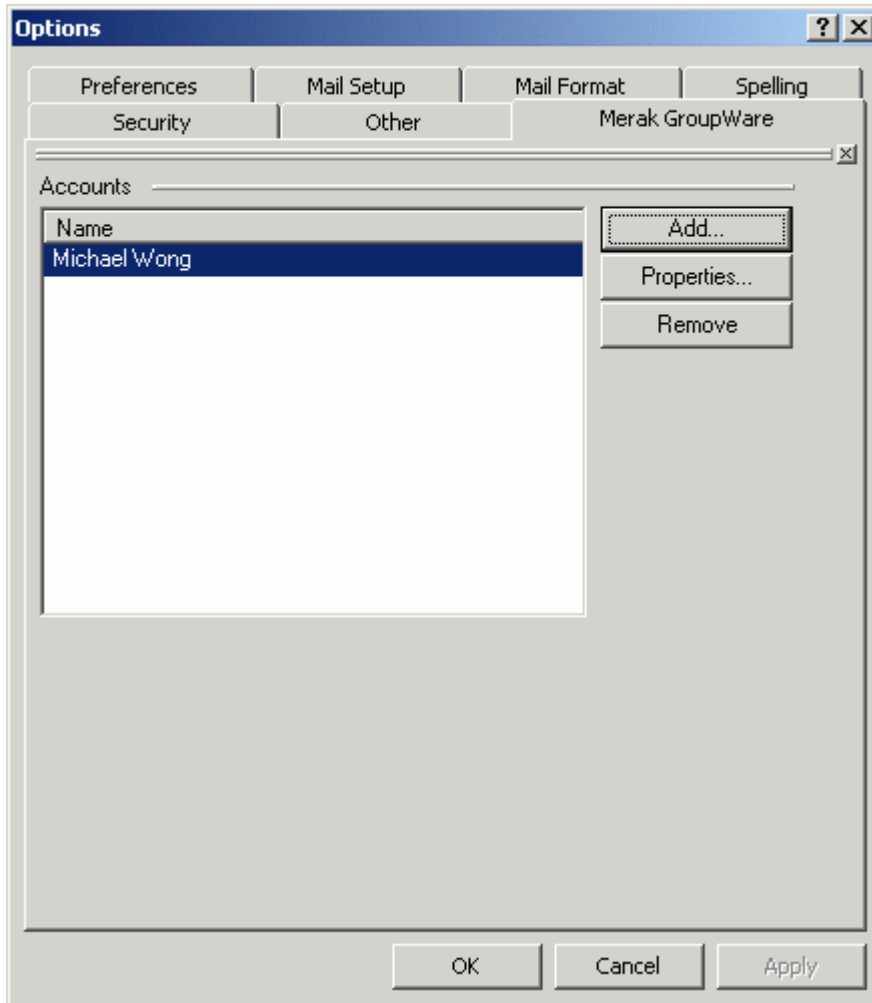 Options
Preferences Mail Setup Mail Format Spelling
Security Other Merak GroupWare
Accounts
Name
Michael Wong
Add...
Properties...
Remove
OK Cancel Apply